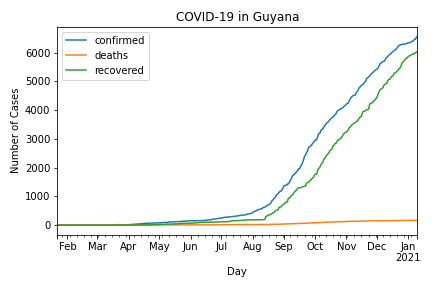 COVID-19 in Guyana
confirmed
deaths
recovered
Number of Cases
6000
5000
4000
3000
2000
1000
0
Feb Mar Apr May Jun Jul Aug Sep Oct Nov Dec Jan
2021
Day